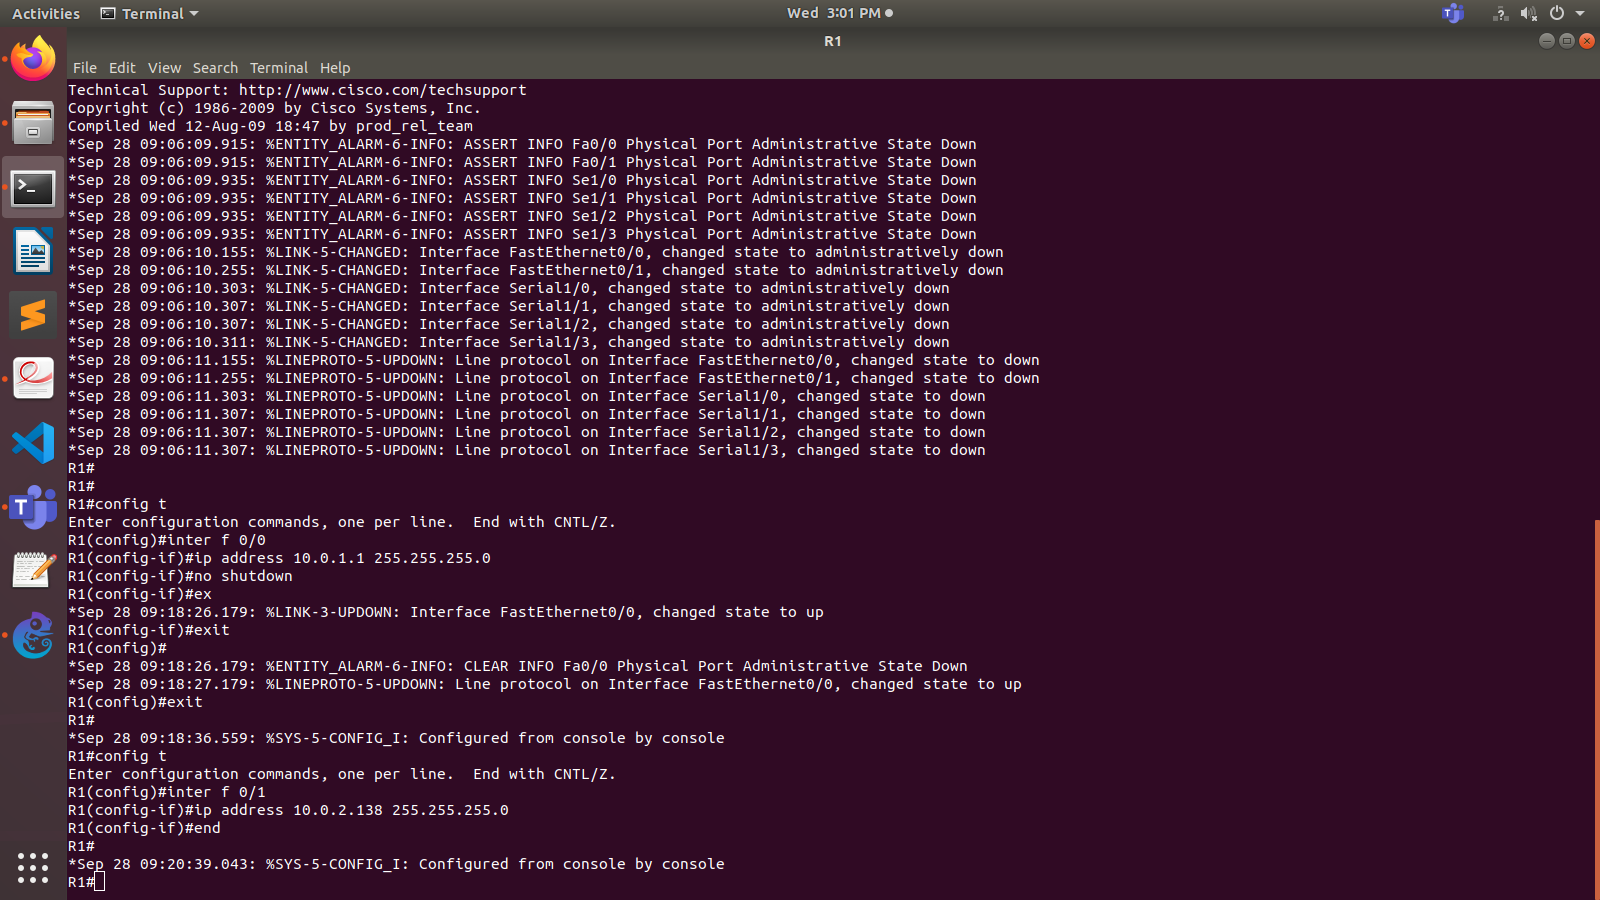 Activities Terminal Wed 3:01 PM
R1
File Edit View Search Terminal Help
Technical Support: http://www.cisco.com/techsupport
Copyright (c) 1986-2009 by Cisco Systems, Inc.
Compiled Wed 12-Aug-09 18:47 by prod_rel_team
*Sep 28 09:06:09.915: %ENTITY_ALARM-6-INFO: ASSERT INFO Fa0/0 Physical Port Administrative State Down
*Sep 28 09:06:09.915: %ENTITY_ALARM-6-INFO: ASSERT INFO Fa0/1 Physical Port Administrative State Down
*Sep 28 09:06:09.935: %ENTITY_ALARM-6-INFO: ASSERT INFO Se1/0 Physical Port Administrative State Down
*Sep 28 09:06:09.935: %ENTITY_ALARM-6-INFO: ASSERT INFO Se1/1 Physical Port Administrative State Down
*Sep 28 09:06:09.935: %ENTITY_ALARM-6-INFO: ASSERT INFO Se1/2 Physical Port Administrative State Down
*Sep 28 09:06:09.935: %ENTITY_ALARM-6-INFO: ASSERT INFO Se1/3 Physical Port Administrative State Down
*Sep 28 09:06:10.155: %LINK-5-CHANGED: Interface FastEthernet0/0, changed state to administratively down
*Sep 28 09:06:10.255: %LINK-5-CHANGED: Interface FastEthernet0/1, changed state to administratively down
*Sep 28 09:06:10.303: %LINK-5-CHANGED: Interface Serial1/0, changed state to administratively down
*Sep 28 09:06:10.307: %LINK-5-CHANGED: Interface Serial1/1, changed state to administratively down
*Sep 28 09:06:10.307: %LINK-5-CHANGED: Interface Serial1/2, changed state to administratively down
*Sep 28 09:06:10.311: %LINK-5-CHANGED: Interface Serial1/3, changed state to administratively down
*Sep 28 09:06:11.155: %LINEPROTO-5-UPDOWN: Line protocol on Interface FastEthernet0/0, changed state to down
*Sep 28 09:06:11.255: %LINEPROTO-5-UPDOWN: Line protocol on Interface FastEthernet0/1, changed state to down
*Sep 28 09:06:11.303: %LINEPROTO-5-UPDOWN: Line protocol on Interface Serial1/0, changed state to down
*Sep 28 09:06:11.307: %LINEPROTO-5-UPDOWN: Line protocol on Interface Serial1/1, changed state to down
*Sep 28 09:06:11.307: %LINEPROTO-5-UPDOWN: Line protocol on Interface Serial1/2, changed state to down
*Sep 28 09:06:11.307: %LINEPROTO-5-UPDOWN: Line protocol on Interface Serial1/3, changed state to down
R1#
R1#
R1#config t
Enter configuration commands, one per line.  End with CNTL/Z.
R1(config)#inter f 0/0
R1(config-if)#ip address 10.0.1.1 255.255.255.0
R1(config-if)#no shutdown
R1(config-if)#ex
*Sep 28 09:18:26.179: %LINK-3-UPDOWN: Interface FastEthernet0/0, changed state to up
R1(config-if)#exit
R1(config)#
*Sep 28 09:18:26.179: %ENTITY_ALARM-6-INFO: CLEAR INFO Fa0/0 Physical Port Administrative State Down
*Sep 28 09:18:27.179: %LINEPROTO-5-UPDOWN: Line protocol on Interface FastEthernet0/0, changed state to up
R1(config)#exit
R1#
*Sep 28 09:18:36.559: %SYS-5-CONFIG_I: Configured from console by console
R1#config t
Enter configuration commands, one per line.  End with CNTL/Z.
R1(config)#inter f 0/1
R1(config-if)#ip address 10.0.2.138 255.255.255.0
R1(config-if)#end
R1#
*Sep 28 09:20:39.043: %SYS-5-CONFIG_I: Configured from console by console
R1#